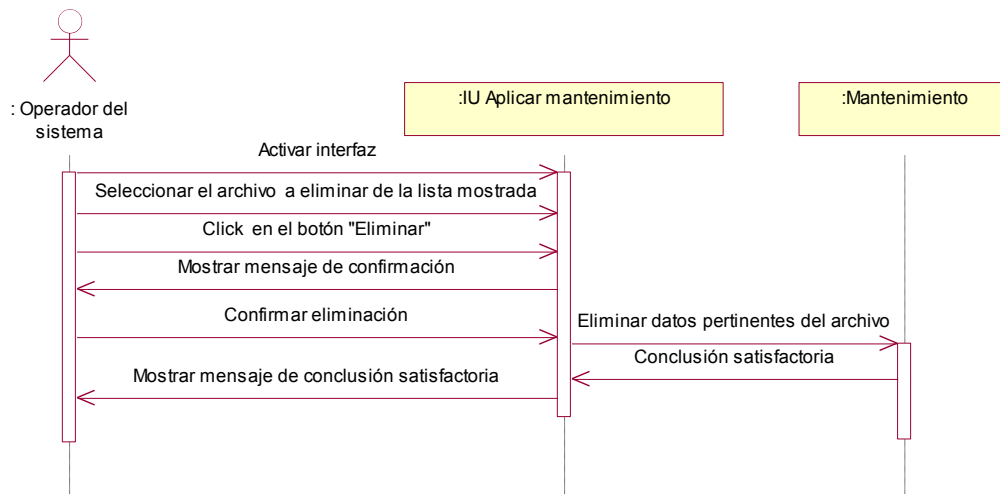 : Operador del
sistema
:IU Aplicar mantenimiento
:Mantenimiento
Activar interfaz
Seleccionar el archivo a eliminar de la lista mostrada
Click en el botón "Eliminar"
Mostrar mensaje de confirmación
Confirmar eliminación
Eliminar datos pertinentes del archivo
Conclusión satisfactoria
Mostrar mensaje de conclusión satisfactoria